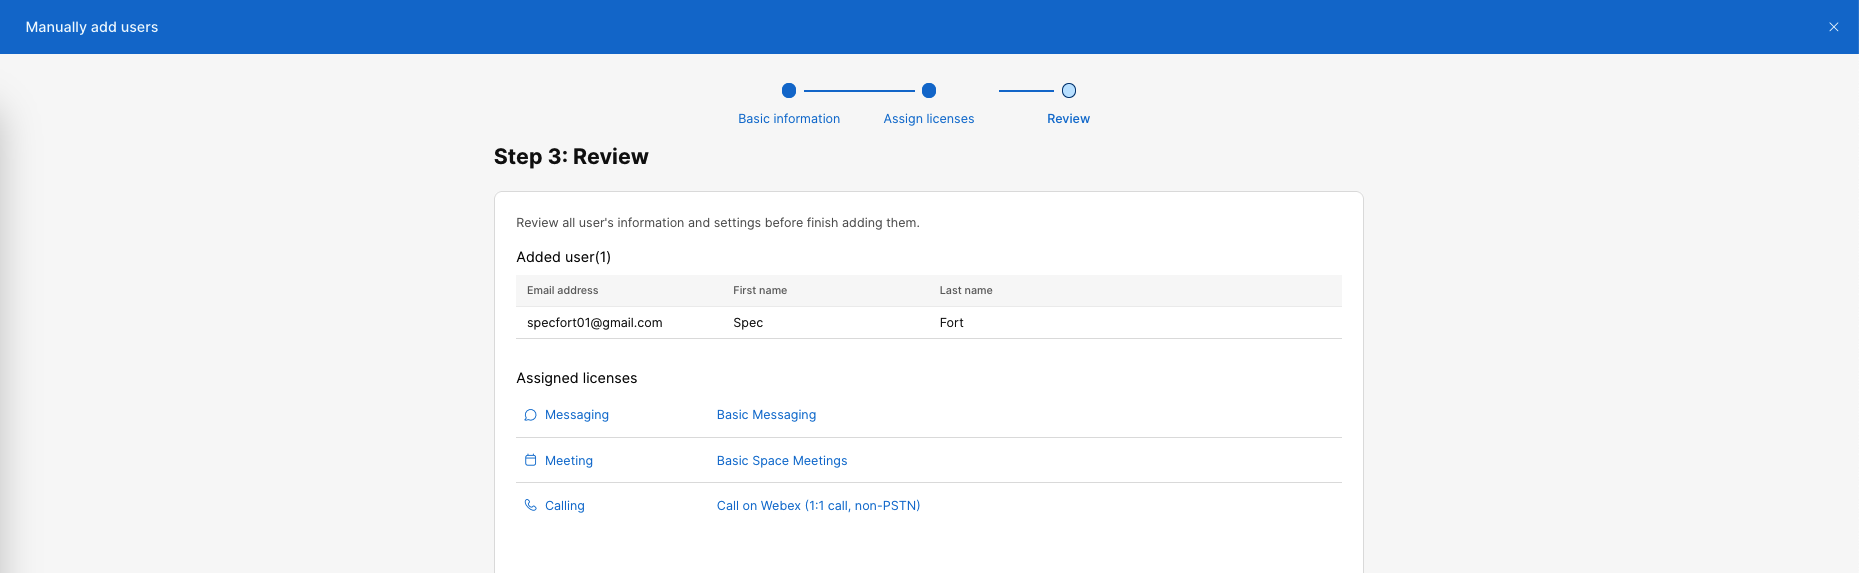 Manually add users
Basic information
Assign licenses
Review
Step 3: Review
Review all user's information and settings before finish adding them.
Added user(1)
Email address First name Last name
specfort01@gmail.com Spec Fort
Assigned licenses
Messaging Basic Messaging
Meeting Basic Space Meetings
Calling Call on Webex (1:1 call, non-PSTN)